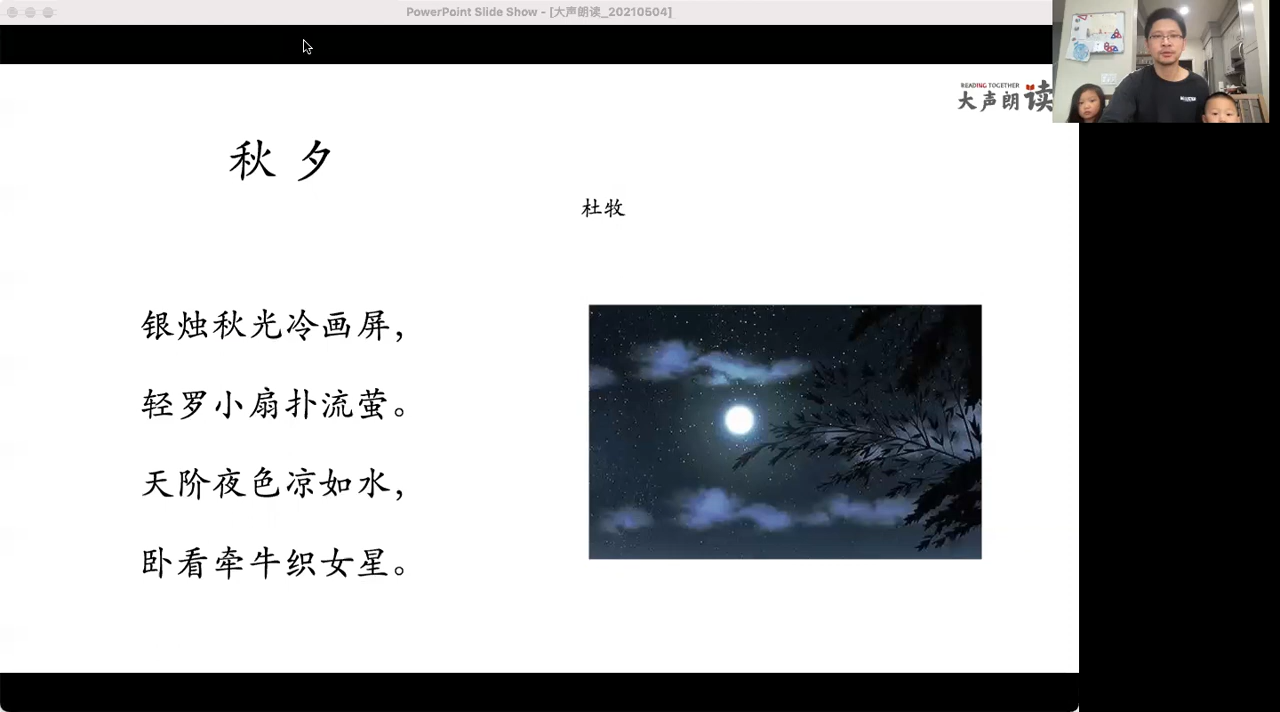 PowerPoint Slide Show - [大声朗读_20210504]
READING TOGETHER
大声朗读
秋夕
杜牧
银烛秋光冷画屏，
轻罗小扇扑流萤。
天阶夜色凉如水，
卧看牵牛织女星。